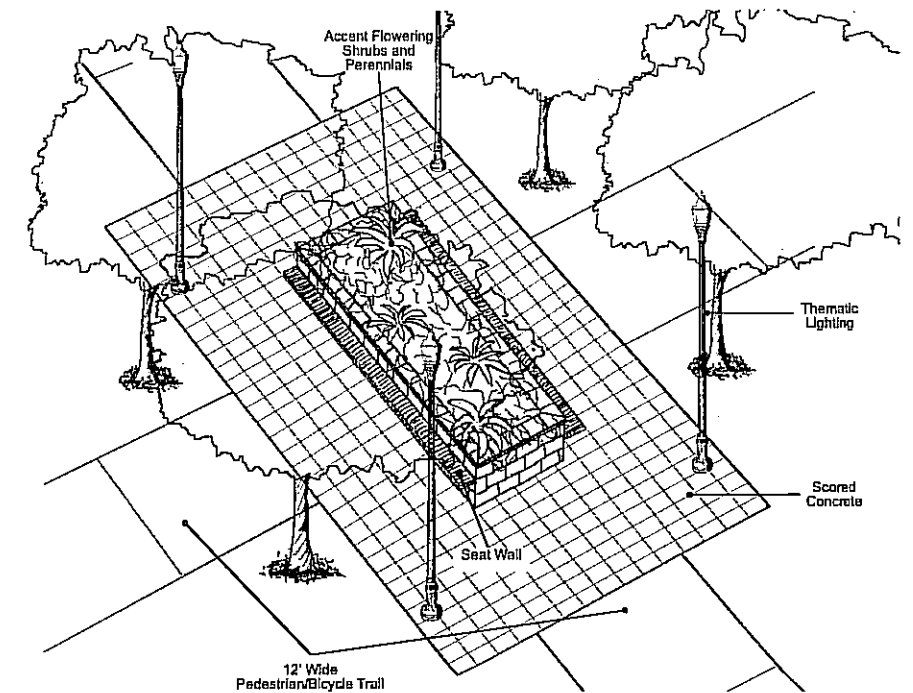 Accent Flowering
Shrubs and
Perennials
Thematic
Lighting
Scored
Concrete
Seat Wall
12' Wide
Pedestrian/Bicycle Trail